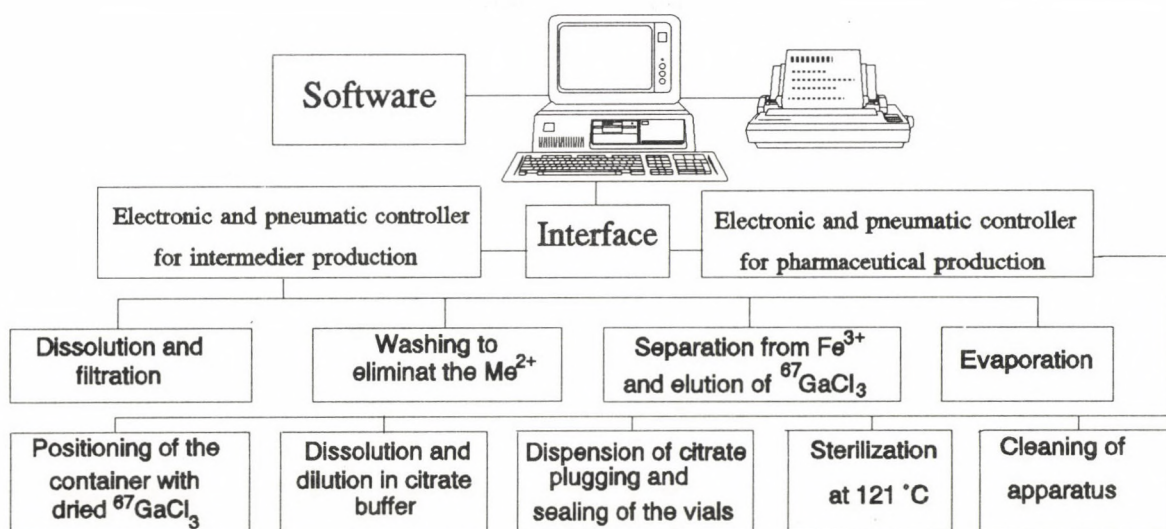 Software
Electronic and pneumatic controller
for intermedier production
Interface
Electronic and pneumatic controller
for pharmaceutical production
Dissolution and
filtration
Washing to
eliminat the Me²⁺
Separation from Fe³⁺
and elution of ⁶⁷GaCl₃
Evaporation
Positioning of the
container with
dried ⁶⁷GaCl₃
Dissolution and
dilution in citrate
buffer
Dispension of citrate
plugging and
sealing of the vials
Sterilization
at 121 °C
Cleaning of
apparatus